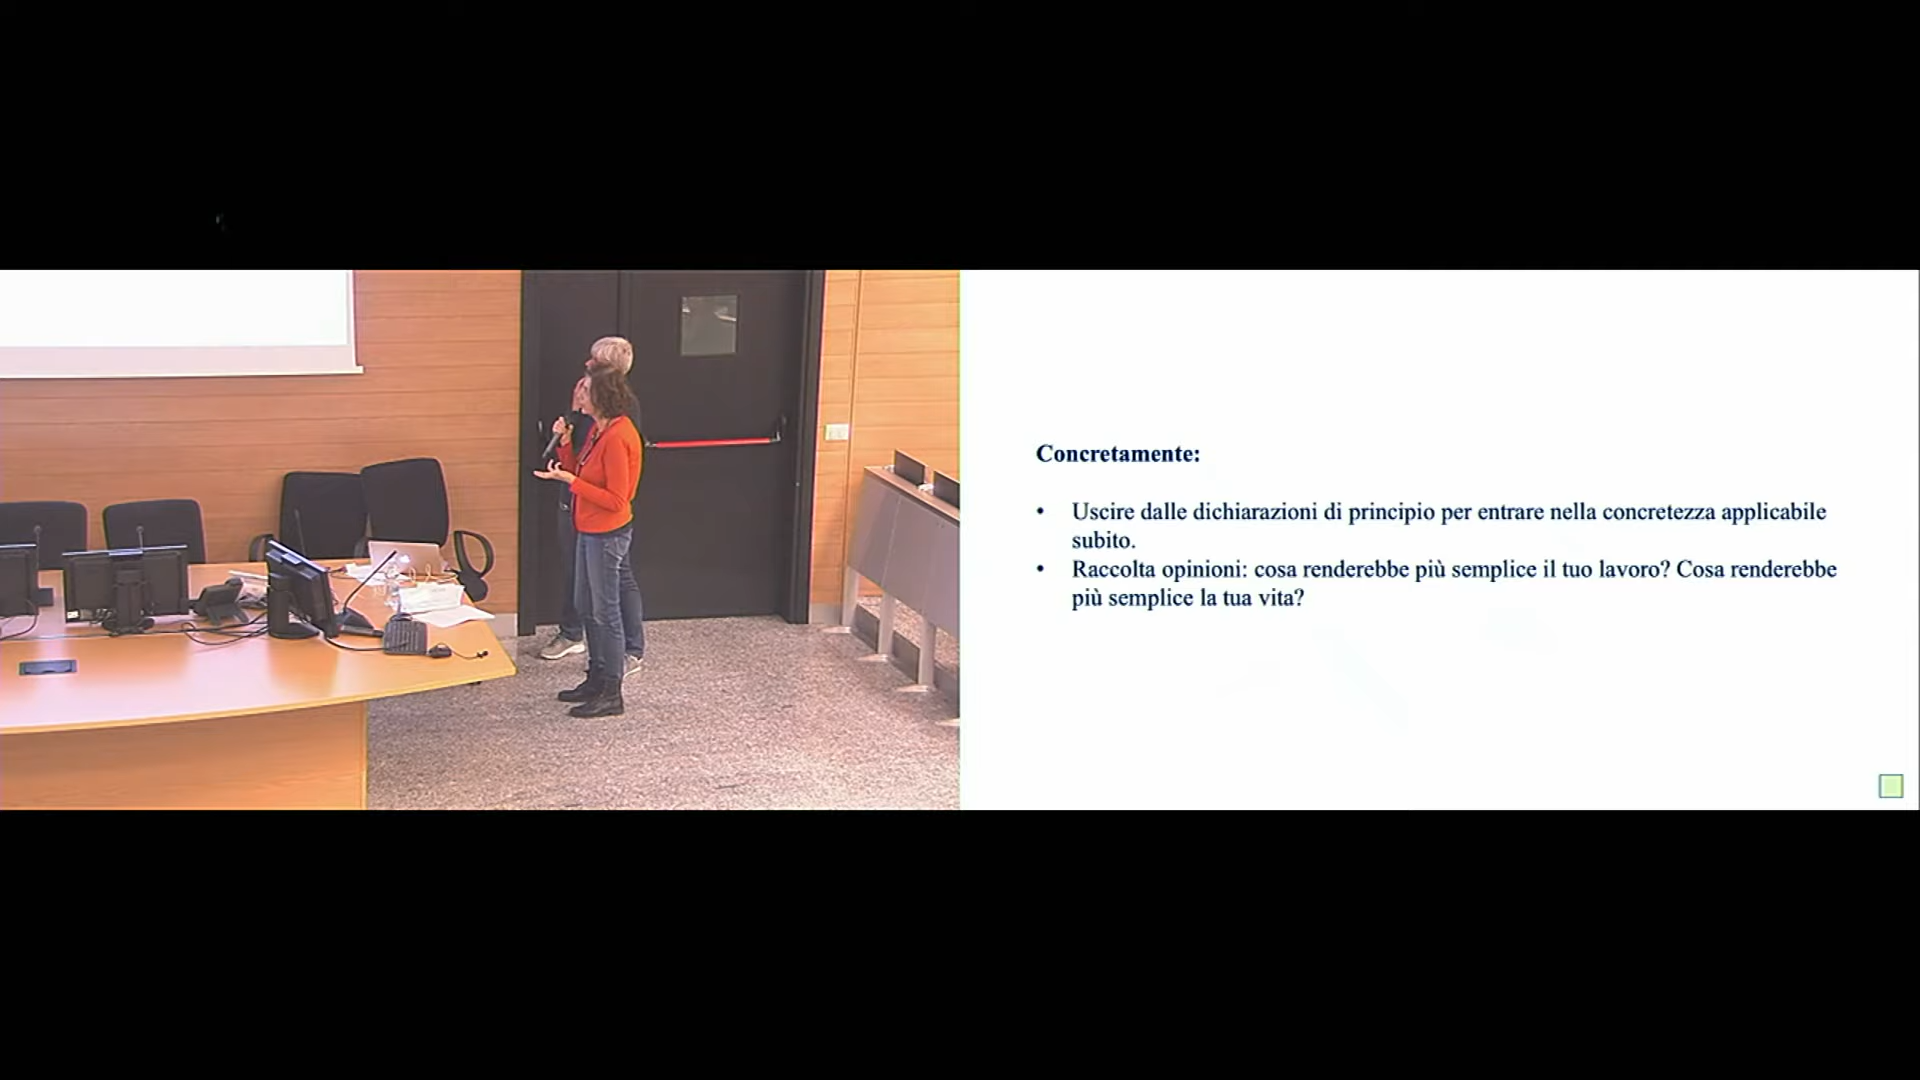 Concretamente:
• Uscire dalle dichiarazioni di principio per entrare nella concretezza applicabile
subito.
• Raccolta opinioni: cosa renderebbe più semplice il tuo lavoro? Cosa renderebbe
più semplice la tua vita?